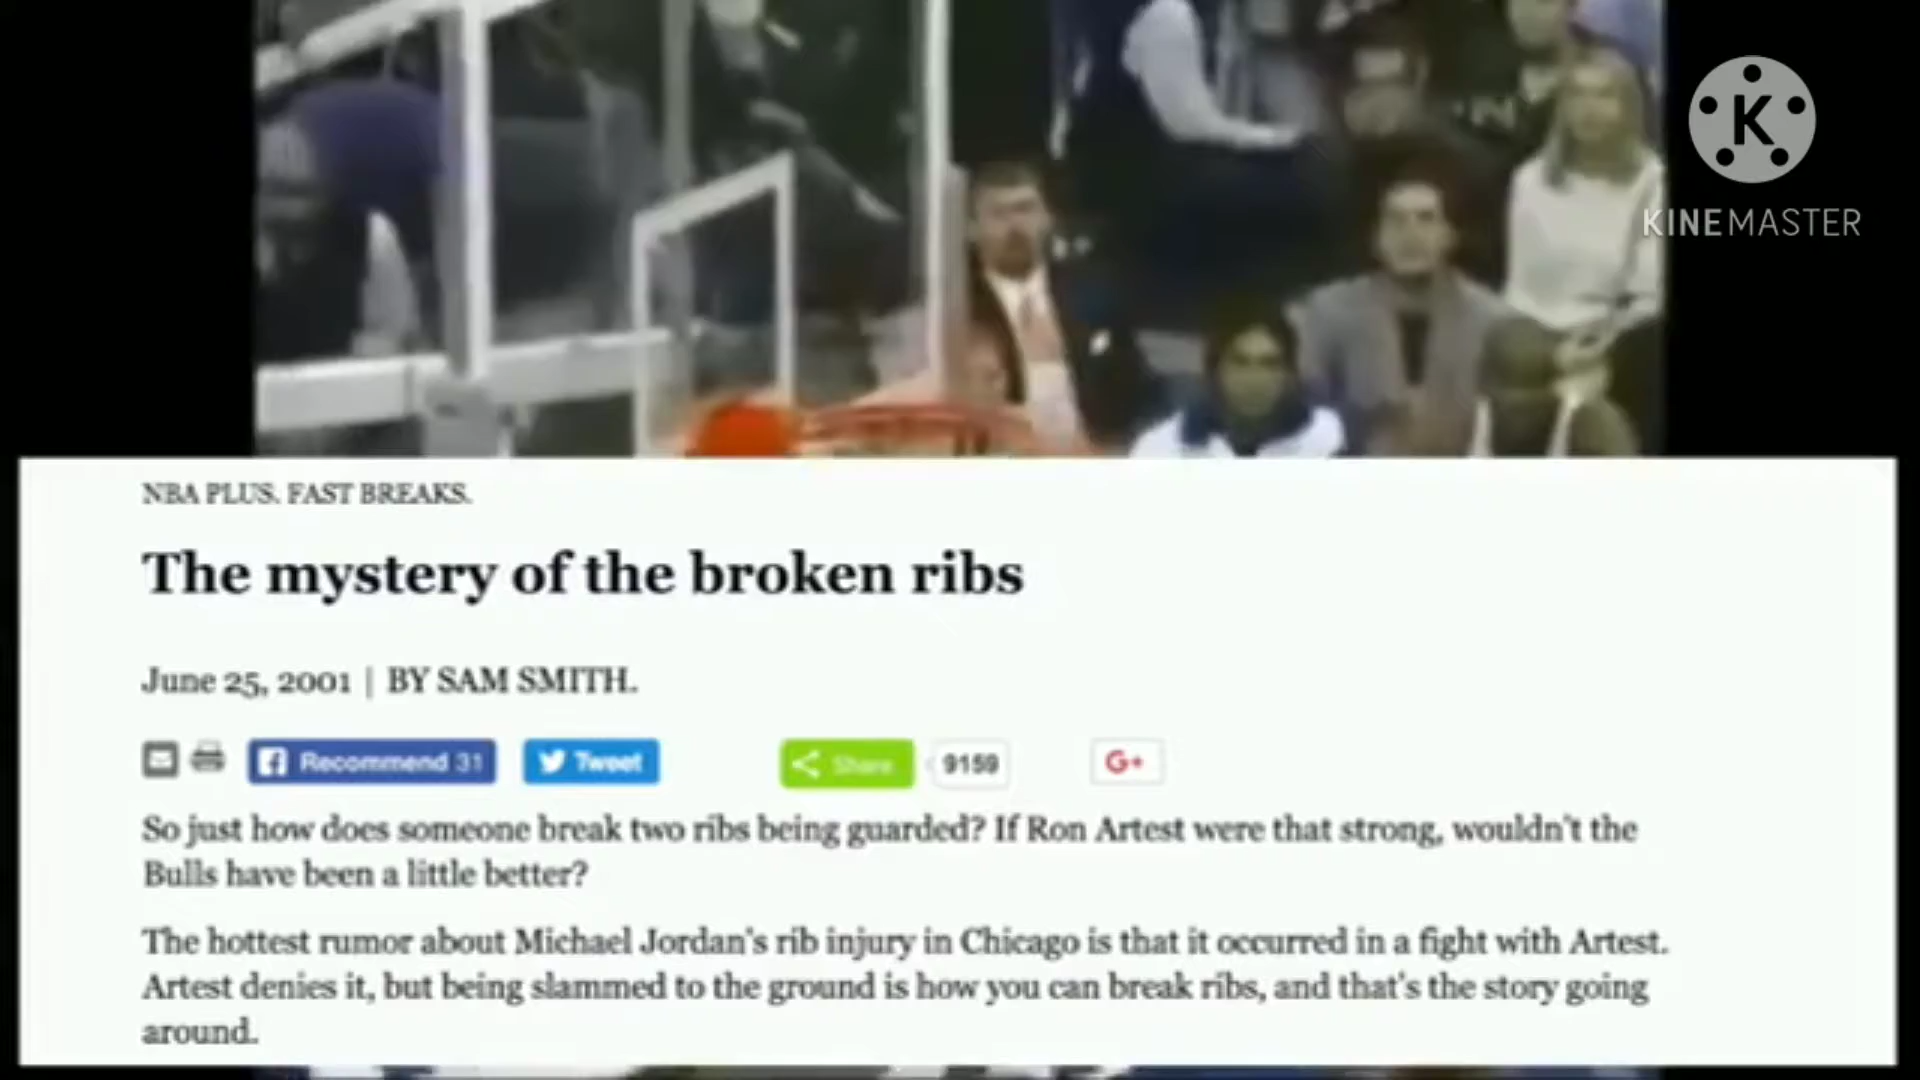 K
KINEMASTER
NBA PLUS. FAST BREAKS.
The mystery of the broken ribs
June 25, 2001 | BY SAM SMITH.
Recommend 31
Tweet
Share
9159
G+
So just how does someone break two ribs being guarded? If Ron Artest were that strong, wouldn't the
Bulls have been a little better?
The hottest rumor about Michael Jordan's rib injury in Chicago is that it occurred in a fight with Artest.
Artest denies it, but being slammed to the ground is how you can break ribs, and that's the story going
around.